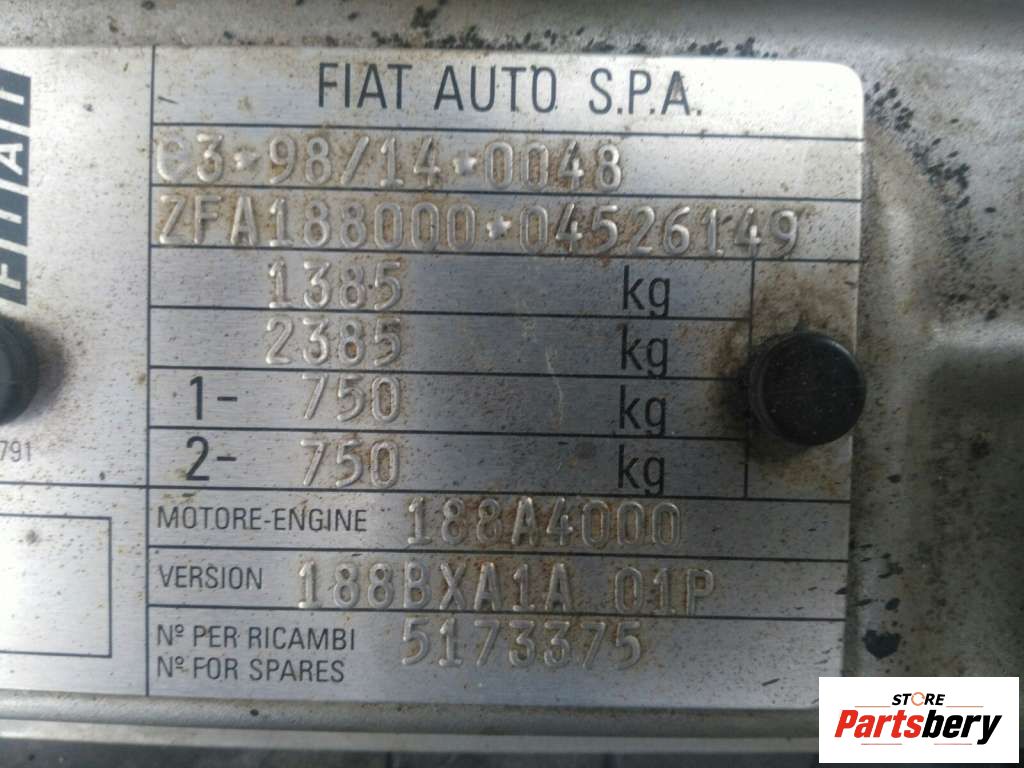 FIAT
FIAT AUTO S.P.A.
e3*98/14*0048
ZFA188000*04526149
1385 kg
2385 kg
1- 750 kg
2- 750 kg
791
MOTORE-ENGINE 188A4000
VERSION 188BXA1A 01P
Nº PER RICAMBI 5173375
Nº FOR SPARES
STORE
Partsbery